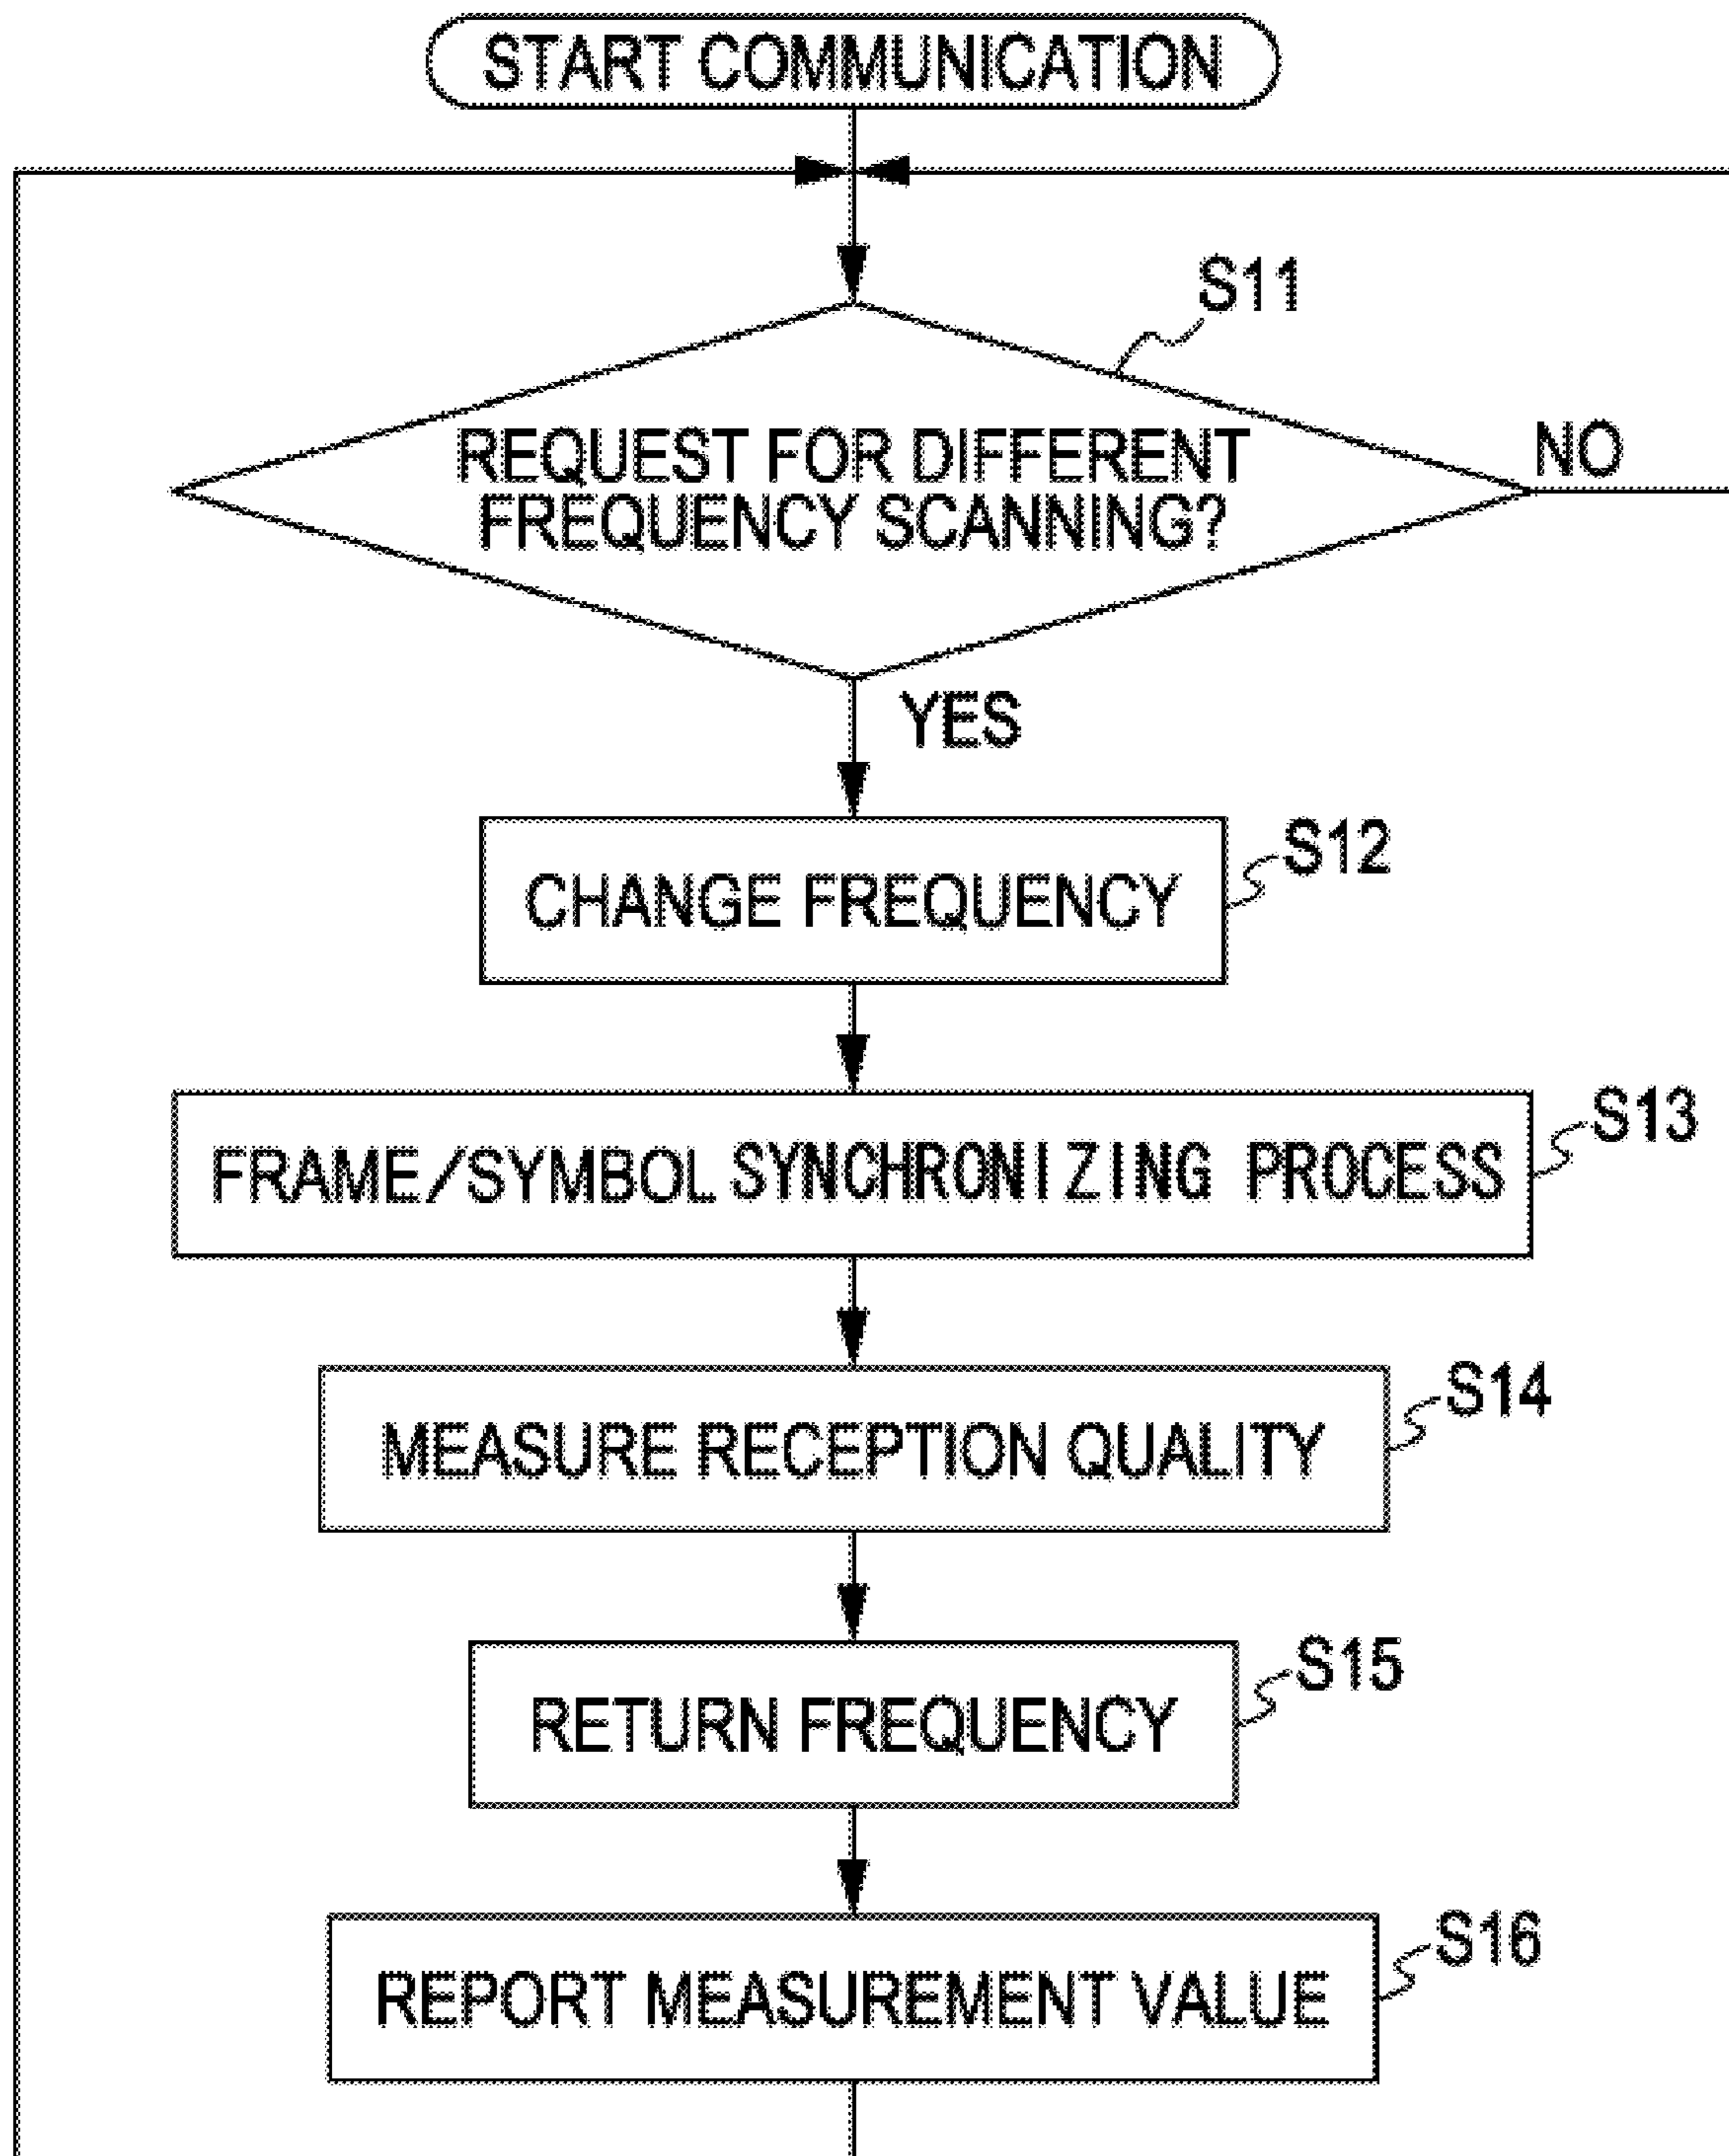 START COMMUNICATION
S11
REQUEST FOR DIFFERENT
FREQUENCY SCANNING?
NO
YES
S12
CHANGE FREQUENCY
S13
FRAME/SYMBOL SYNCHRONIZING PROCESS
S14
MEASURE RECEPTION QUALITY
S15
RETURN FREQUENCY
S16
REPORT MEASUREMENT VALUE